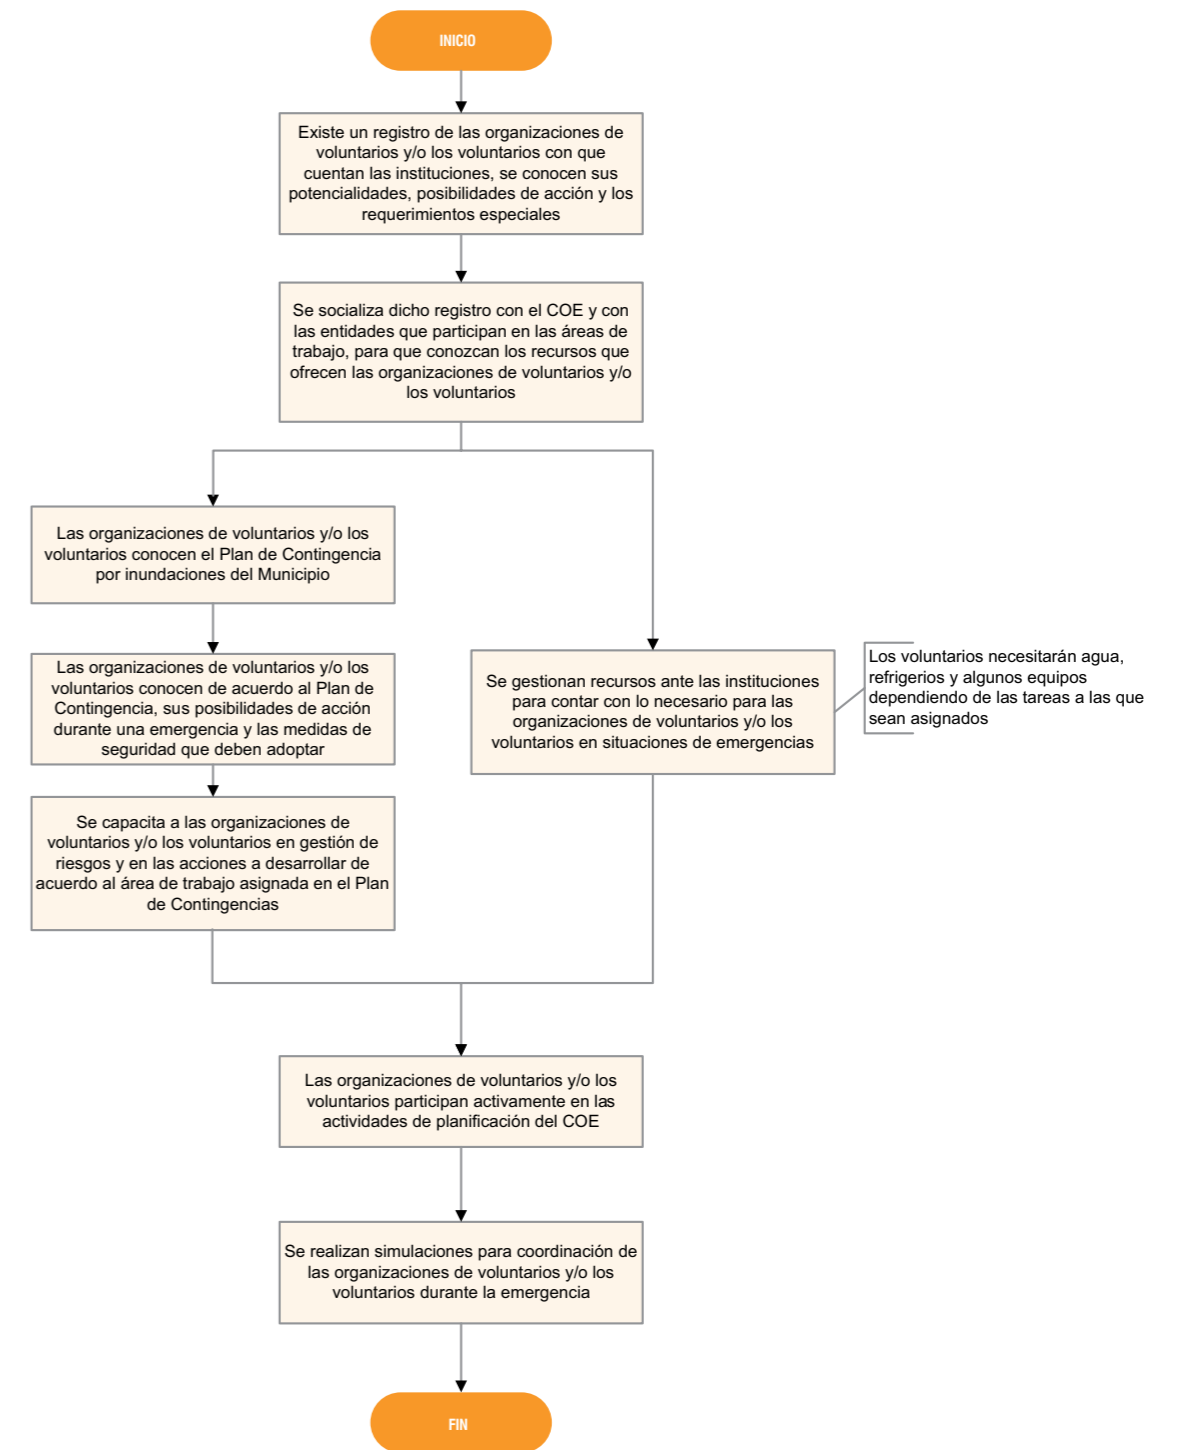 INICIO
Existe un registro de las organizaciones de
voluntarios y/o los voluntarios con que
cuentan las instituciones, se conocen sus
potencialidades, posibilidades de acción y los
requerimientos especiales
Se socializa dicho registro con el COE y con
las entidades que participan en las áreas de
trabajo, para que conozcan los recursos que
ofrecen las organizaciones de voluntarios y/o
los voluntarios
Las organizaciones de voluntarios y/o los
voluntarios conocen el Plan de Contingencia
por inundaciones del Municipio
Las organizaciones de voluntarios y/o los
voluntarios conocen de acuerdo al Plan de
Contingencia, sus posibilidades de acción
durante una emergencia y las medidas de
seguridad que deben adoptar
Se capacita a las organizaciones de
voluntarios y/o los voluntarios en gestión de
riesgos y en las acciones a desarrollar de
acuerdo al área de trabajo asignada en el Plan
de Contingencias
Se gestionan recursos ante las instituciones
para contar con lo necesario para las
organizaciones de voluntarios y/o los
voluntarios en situaciones de emergencias
Los voluntarios necesitarán agua,
refrigerios y algunos equipos
dependiendo de las tareas a las que
sean asignados
Las organizaciones de voluntarios y/o los
voluntarios participan activamente en las
actividades de planificación del COE
Se realizan simulaciones para coordinación de
las organizaciones de voluntarios y/o los
voluntarios durante la emergencia
FIN